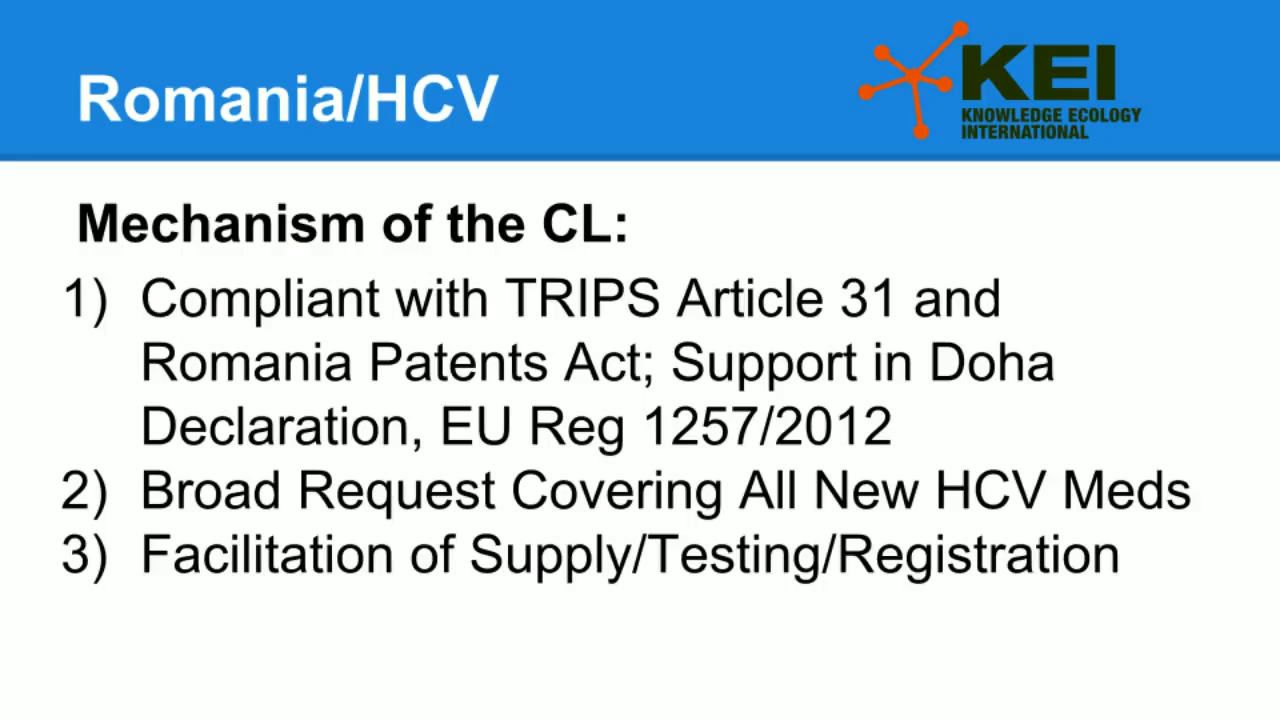 Romania/HCV
KEI
KNOWLEDGE ECOLOGY
INTERNATIONAL
Mechanism of the CL:
1) Compliant with TRIPS Article 31 and
Romania Patents Act; Support in Doha
Declaration, EU Reg 1257/2012
2) Broad Request Covering All New HCV Meds
3) Facilitation of Supply/Testing/Registration